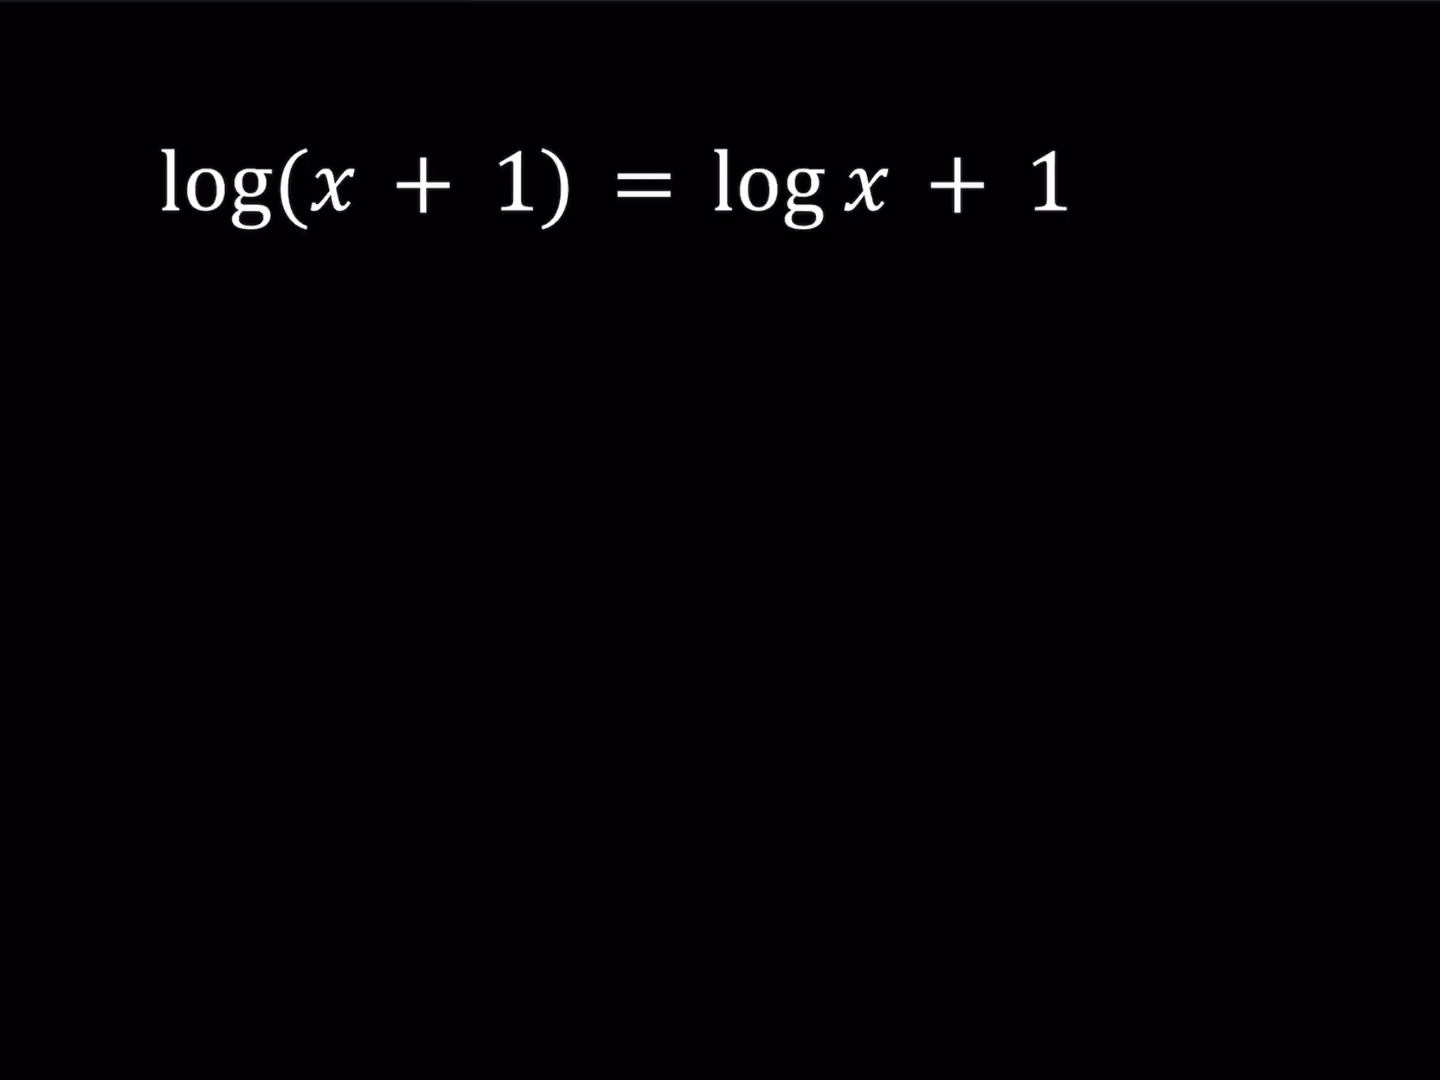 log(x + 1) = log x + 1